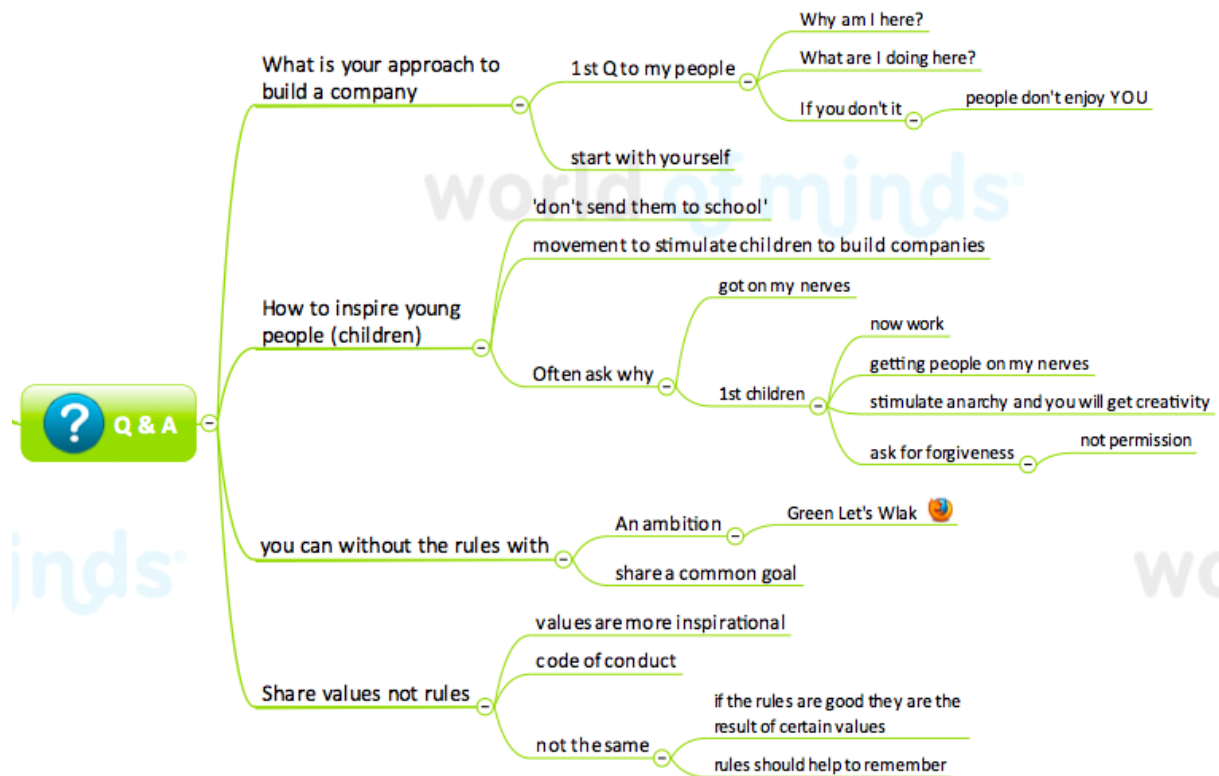 Why am I here?
What is your approach to
build a company
1st Q to my people
What are I doing here?
If you don't it
people don't enjoy YOU
start with yourself
world of minds
'don't send them to school'
movement to stimulate children to build companies
How to inspire young
people (children)
got on my nerves
Often ask why
1st children
now work
getting people on my nerves
stimulate anarchy and you will get creativity
ask for forgiveness
not permission
? Q & A
you can without the rules with
An ambition
Green Let's Wlak
share a common goal
inds
wo
Share values not rules
values are more inspirational
code of conduct
not the same
if the rules are good they are the
result of certain values
rules should help to remember